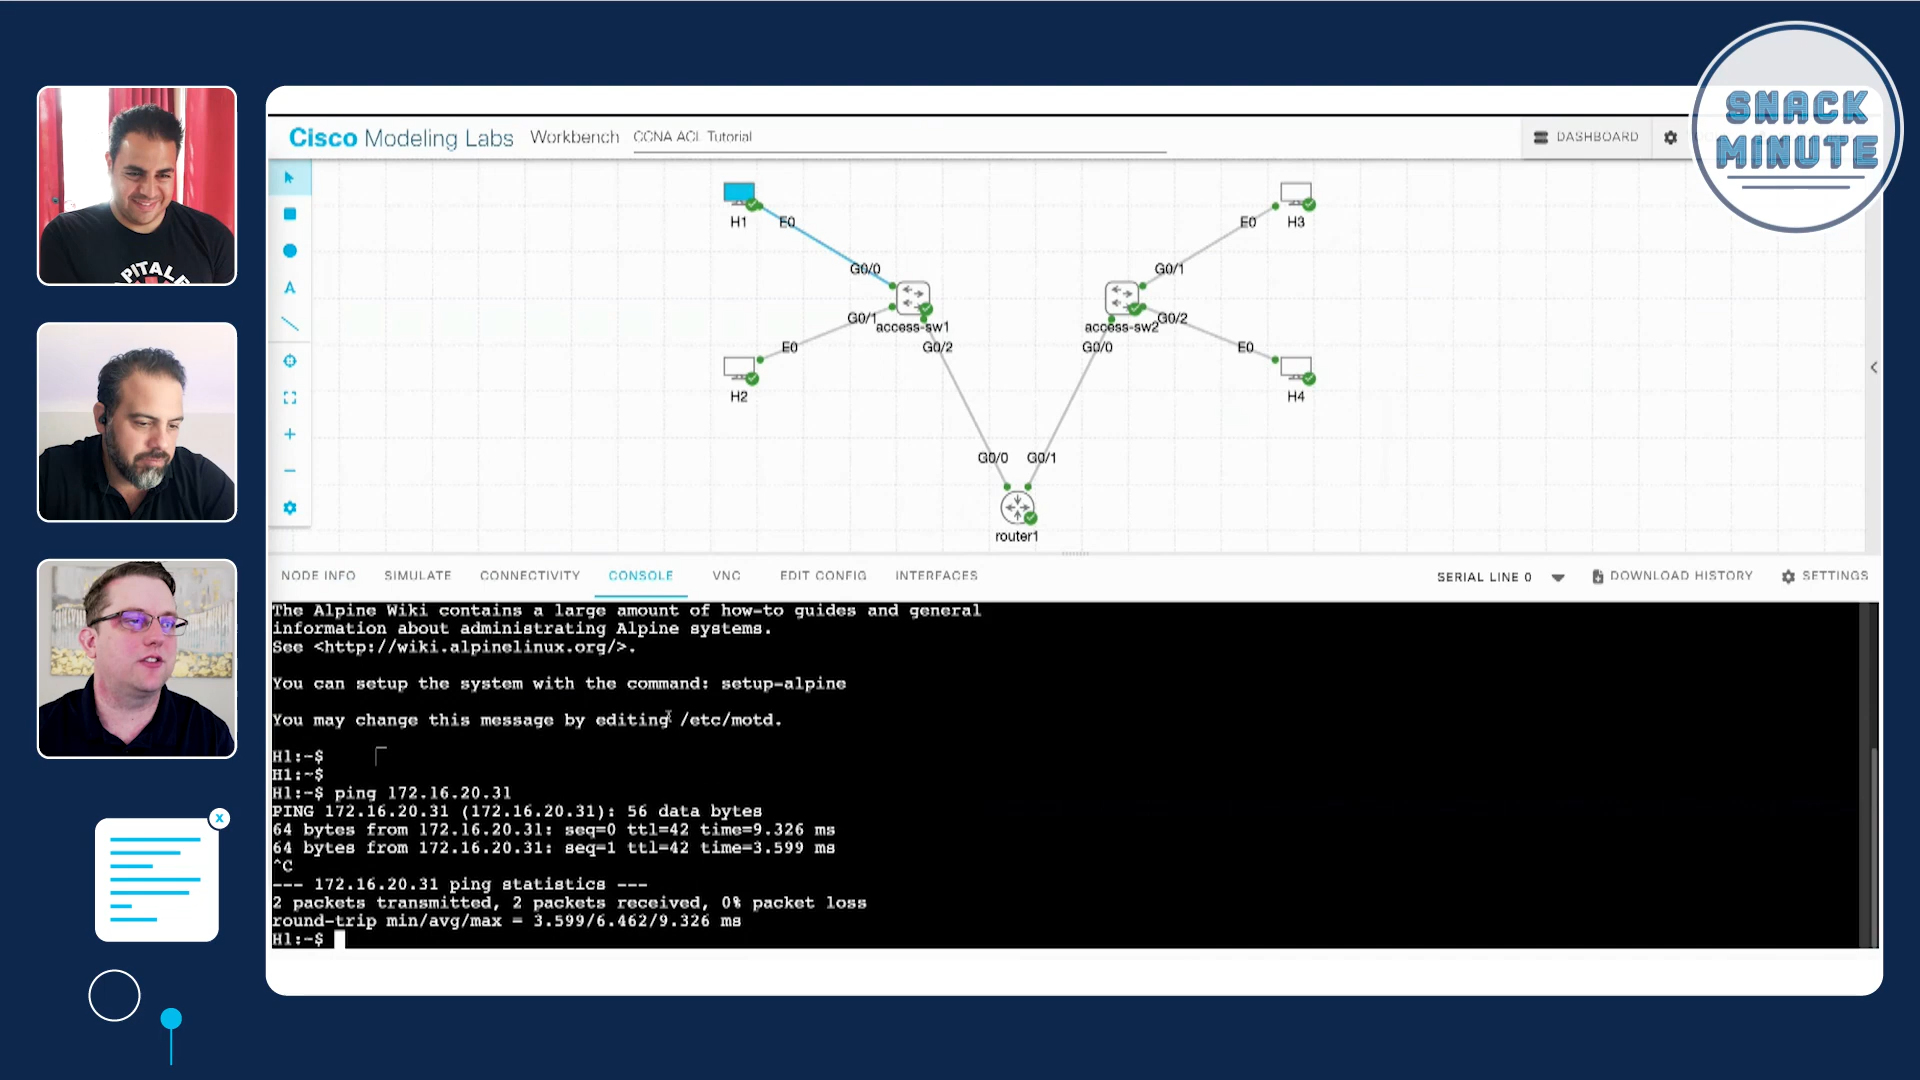 SNACK
MINUTE
Cisco Modeling Labs Workbench CCNA ACL Tutorial
DASHBOARD
A
H1
E0
G0/0
G0/1
access-sw1
G0/2
E0
H2
H3
E0
G0/1
access-sw2
G0/2
G0/0
E0
H4
G0/0 G0/1
router1
NODE INFO SIMULATE CONNECTIVITY CONSOLE VNC EDIT CONFIG INTERFACES
SERIAL LINE 0 DOWNLOAD HISTORY SETTINGS
The Alpine Wiki contains a large amount of how-to guides and general
information about administrating Alpine systems.
See <http://wiki.alpinelinux.org/>.
You can setup the system with the command: setup-alpine
You may change this message by editing /etc/motd.
H1:~$
H1:~$
H1:~$ ping 172.16.20.31
PING 172.16.20.31 (172.16.20.31): 56 data bytes
64 bytes from 172.16.20.31: seq=0 ttl=42 time=9.326 ms
64 bytes from 172.16.20.31: seq=1 ttl=42 time=3.599 ms
^C
--- 172.16.20.31 ping statistics ---
2 packets transmitted, 2 packets received, 0% packet loss
round-trip min/avg/max = 3.599/6.462/9.326 ms
H1:~$
x